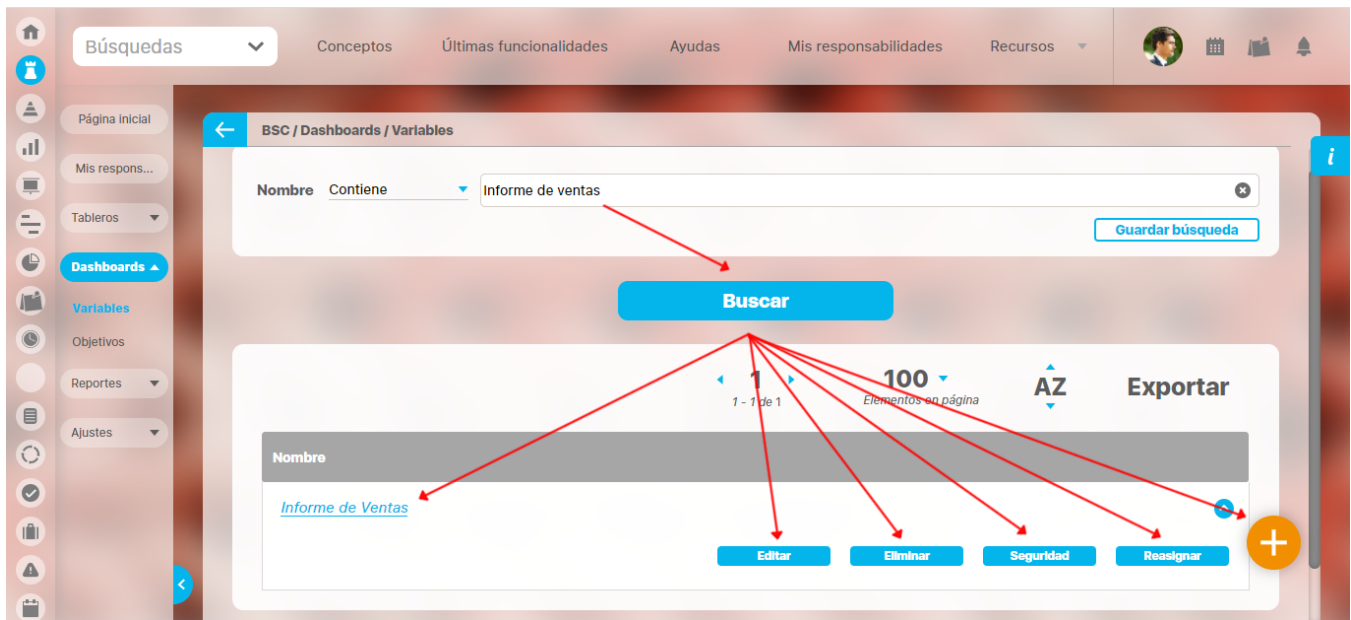 Búsquedas
Conceptos
Últimas funcionalidades
Ayudas
Mis responsabilidades
Recursos
Página inicial
Mis respons...
Tableros
Dashboards
Variables
Objetivos
Reportes
Ajustes
BSC / Dashboards / Variables
i
Nombre Contiene Informe de ventas
Guardar búsqueda
Buscar
1
1 - 1 de 1
100
Elementos en página
AZ
Exportar
Nombre
Informe de Ventas
Editar Eliminar Seguridad Reasignar